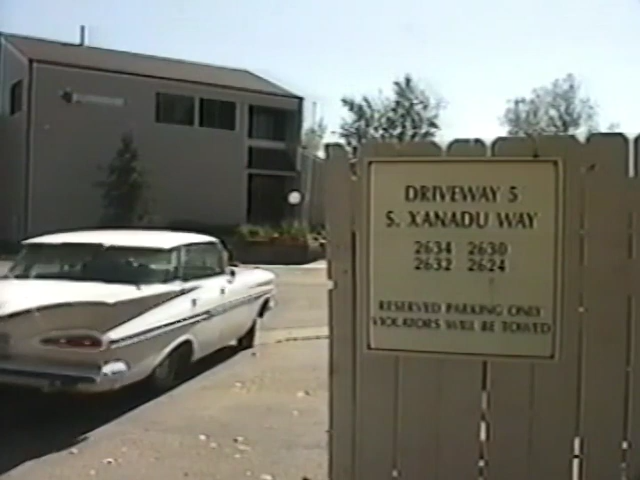 DRIVEWAY 5
S. XANADU WAY
2634 2630
2632 2624
RESERVED PARKING ONLY
VIOLATORS WILL BE TOWED